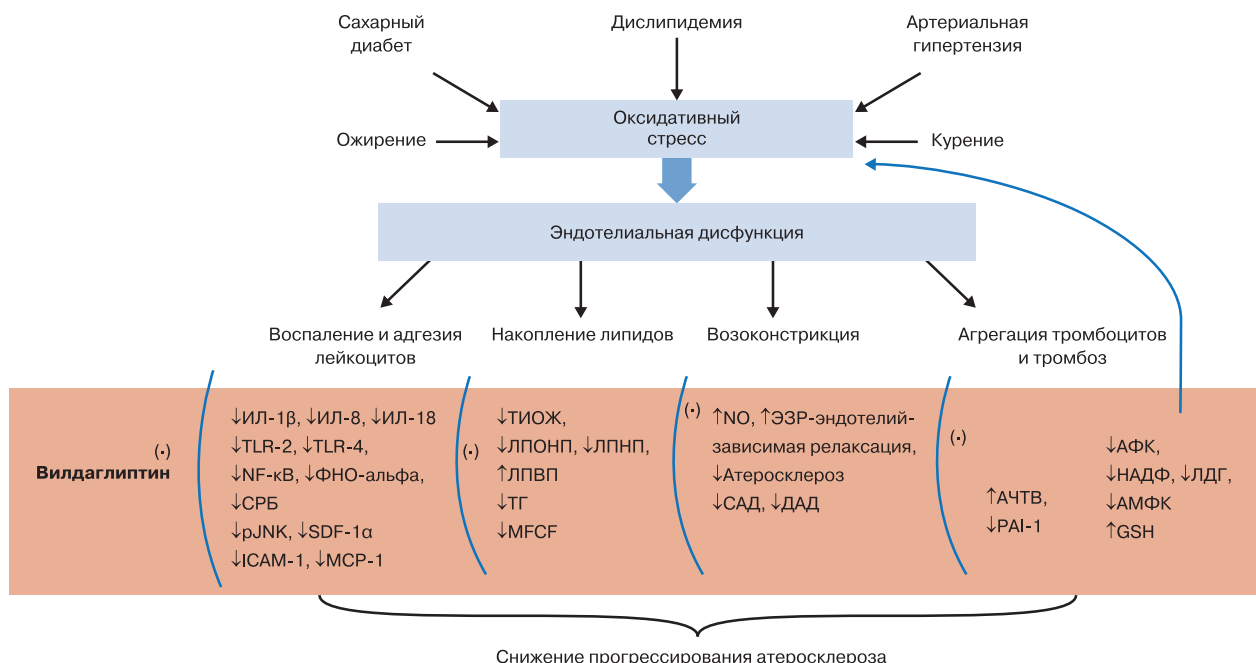 Сахарный
диабет
Дислипидемия
Артериальная
гипертензия
Ожирение
Оксидативный
стресс
Курение
Эндотелиальная дисфункция
Воспаление и адгезия
лейкоцитов
Накопление липидов
Возоконстрикция
Агрегация тромбоцитов
и тромбоз
Вилдаглиптин
(·)
↓ИЛ-1β, ↓ИЛ-8, ↓ИЛ-18
↓TLR-2, ↓TLR-4,
↓NF-κB, ↓ФНО-альфа,
↓СРБ
↓pJNK, ↓SDF-1α
↓ICAM-1, ↓MCP-1
(·)
↓ТИОЖ,
↓ЛПОНП, ↓ЛПНП,
↑ЛПВП
↓ТГ
↓MFCF
(·)
↑NO, ↑ЭЗР-эндотелий-
зависимая релаксация,
↓Атеросклероз
↓САД, ↓ДАД
(·)
↑АЧТВ,
↓PAI-1
↓АФК,
↓НАДФ, ↓ЛДГ,
↓АМФК
↑GSH
Снижение прогрессирования атеросклероза